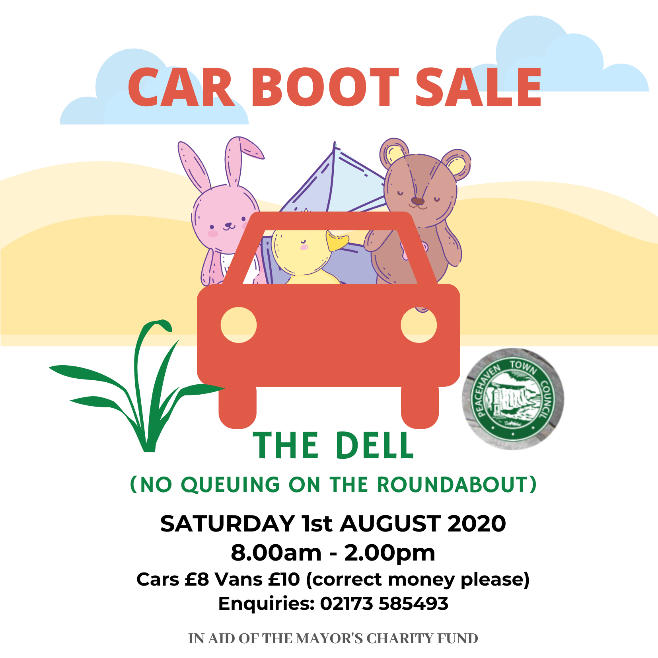 CAR BOOT SALE
PEACEHAVEN TOWN COUNCIL
THE DELL
(NO QUEUING ON THE ROUNDABOUT)
SATURDAY 1st AUGUST 2020
8.00am - 2.00pm
Cars £8 Vans £10 (correct money please)
Enquiries: 02173 585493
IN AID OF THE MAYOR'S CHARITY FUND